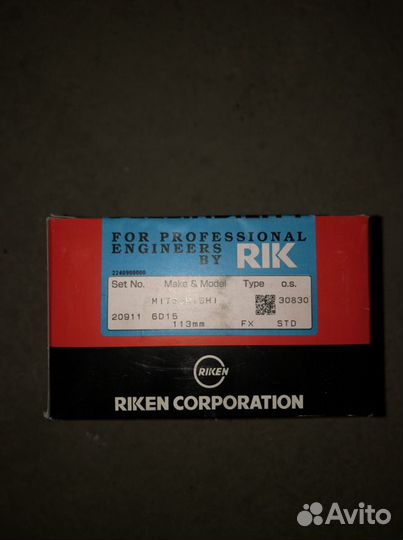 FOR PROFESSIONAL
ENGINEERS
BY RIK
2240900000
Set No. Make & Model Type o.s.
30830
20911 6D15
113mm FX STD
RIKEN
RIKEN CORPORATION
Avito